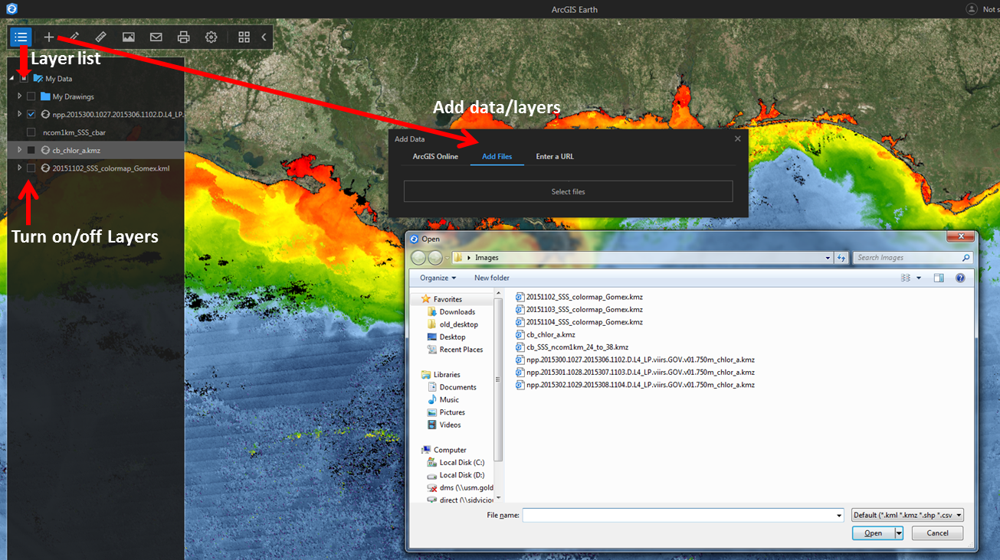 ArcGIS Earth
Not s
Layer list
My Data
My Drawings
npp.2015300.1027.2015306.1102.D.L4_LP.
ncom1km_SSS_cbar
cb_chlor_a.kmz
20151102_SSS_colormap_Gomex.kml
Turn on/off Layers
Add data/layers
Add Data
ArcGIS Online
Add Files
Enter a URL
Select files
Open
Images
Search Images
Organize
New folder
Favorites
Downloads
old_desktop
Desktop
Recent Places
Libraries
Documents
Music
Pictures
Videos
Computer
Local Disk (C:)
Local Disk (D:)
dms (\\usm.gold
direct (\\sidviciou
20151102_SSS_colormap_Gomex.kmz
20151103_SSS_colormap_Gomex.kmz
20151104_SSS_colormap_Gomex.kmz
cb_chlor_a.kmz
cb_SSS_ncom1km_24_to_38.kmz
npp.2015300.1027.2015306.1102.D.L4_LP.viirs.GOV.v01.750m_chlor_a.kmz
npp.2015301.1028.2015307.1103.D.L4_LP.viirs.GOV.v01.750m_chlor_a.kmz
npp.2015302.1029.2015308.1104.D.L4_LP.viirs.GOV.v01.750m_chlor_a.kmz
File name:
Default (*.kml *.kmz *.shp *.csv
Open
Cancel